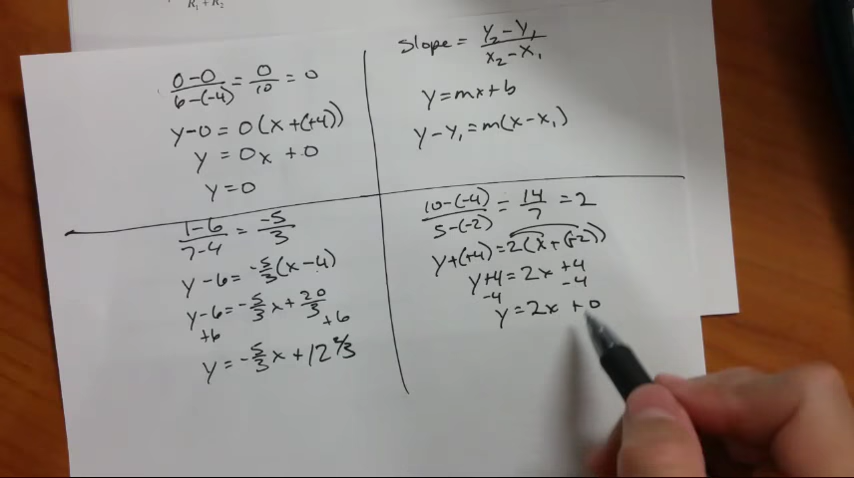 R₁ + R₂
0-0/6-(-4) = 0/10 = 0
y-0 = 0(x+(+4))
y = 0x + 0
y = 0
Slope = y₂-y₁/x₂-x₁
y = mx + b
y-y₁ = m(x-x₁)
1-6/7-4 = -5/3
y-6 = -5/3(x-4)
y-6 = -5/3x + 20/3
+6 +6
y = -5/3x + 12 2/3
10-(-4)/5-(-2) = 14/7 = 2
y+(+4) = 2(x+(+2))
y+4 = 2x +4
-4 -4
y = 2x + 0